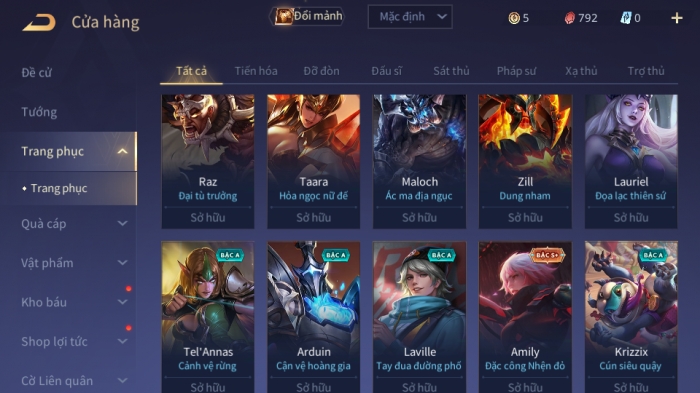 Cửa hàng
Đổi mảnh
Mặc định
5
792
0
Đề cử
Tướng
Trang phục
Trang phục
Quà cáp
Vật phẩm
Kho báu
Shop lợi tức
Cờ Liên quân
Tất cả Tiến hóa Đỡ đòn Đấu sĩ Sát thủ Pháp sư Xạ thủ Trợ thủ
Raz
Đại tù trưởng
Sở hữu
Taara
Hỏa ngọc nữ đế
Sở hữu
Maloch
Ác ma địa ngục
Sở hữu
Zill
Dung nham
Sở hữu
Lauriel
Đọa lạc thiên sứ
Sở hữu
BẬC A
Tel'Annas
Cảnh vệ rừng
Sở hữu
BẬC A
Arduin
Cận vệ hoàng gia
Sở hữu
BẬC A
Laville
Tay đua đường phố
Sở hữu
BẬC S+
Amily
Đặc công Nhện đỏ
Sở hữu
BẬC A
Krizzix
Cún siêu quậy
Sở hữu